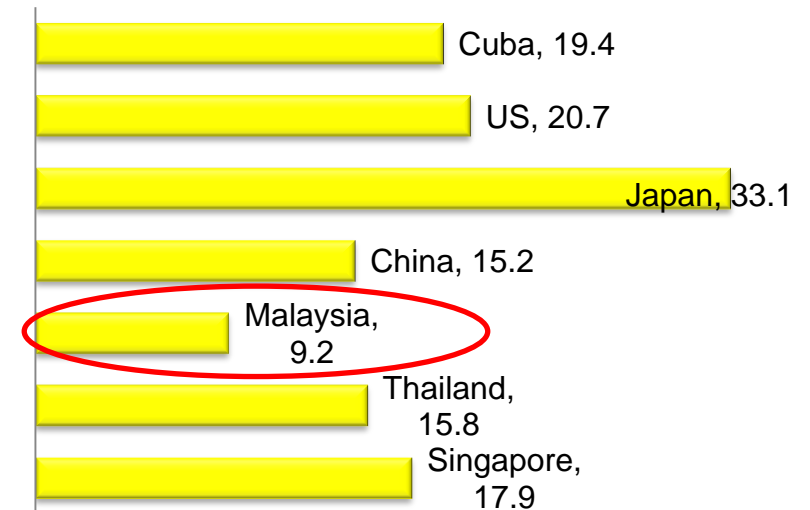 Cuba, 19.4
US, 20.7
Japan, 33.1
China, 15.2
Malaysia,
9.2
Thailand,
15.8
Singapore,
17.9